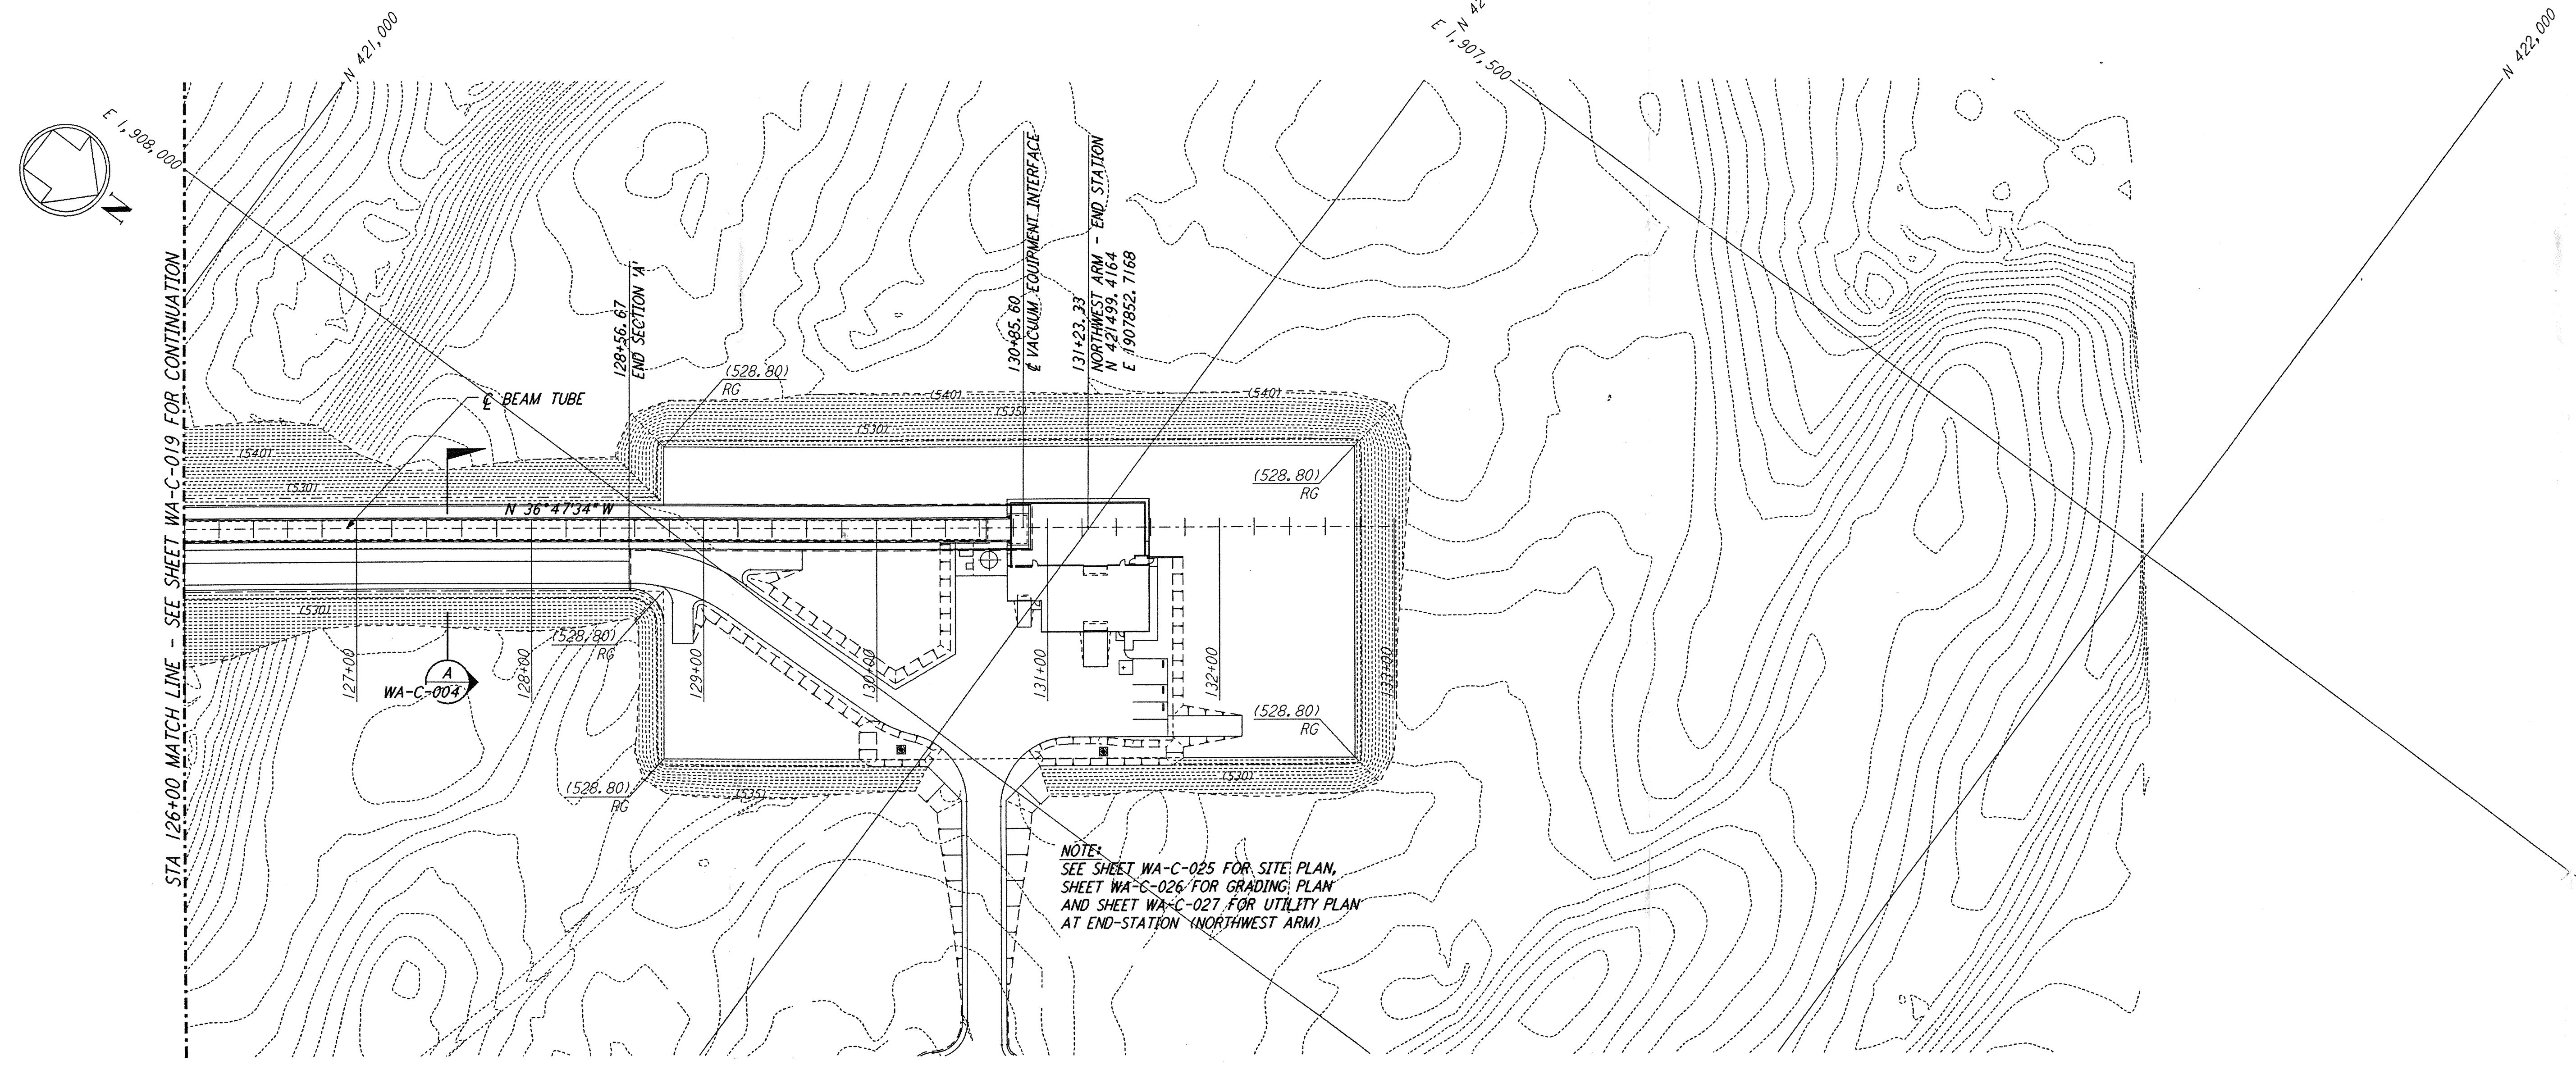 N 421,000
E 1,907,500
N 42
N 422,000
E 1,908,000
N
STA 126+00 MATCH LINE - SEE SHEET WA-C-019 FOR CONTINUATION
128+56.67
END SECTION 'A'
130+85.60
℄ VACUUM EQUIPMENT INTERFACE
131+23.33
NORTHWEST ARM - END STATION
N 421499.4164
E 1907852.7168
(528.80)
RG
℄ BEAM TUBE
(540)
(535)
(540)
(530)
(540)
(530)
(528.80)
RG
N 36°47'34" W
(530)
(528.80)
RG
127+00
128+00
129+00
130+00
131+00
132+00
133+00
A
WA-C-004
(528.80)
RG
(528.80)
RG
(535)
(530)
NOTE:
SEE SHEET WA-C-025 FOR SITE PLAN,
SHEET WA-C-026 FOR GRADING PLAN
AND SHEET WA-C-027 FOR UTILITY PLAN
AT END-STATION (NORTHWEST ARM)